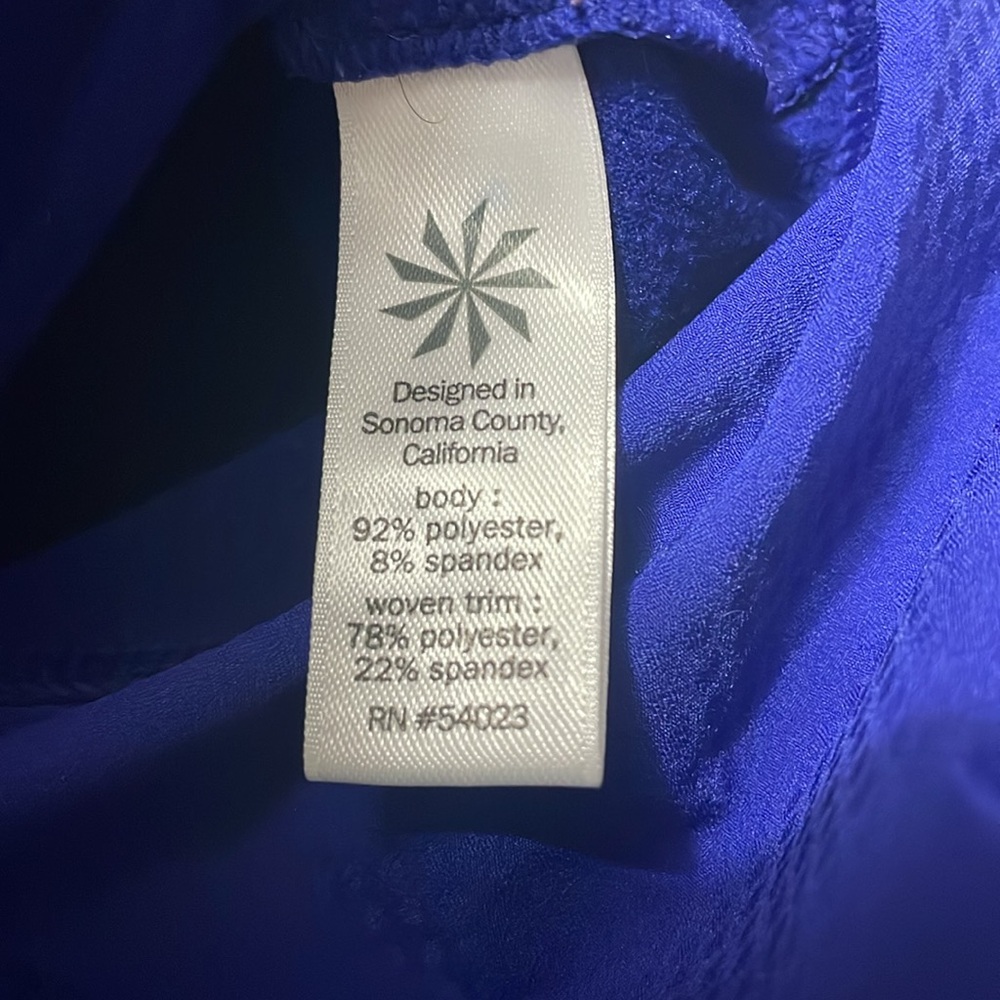 Designed in
Sonoma County,
California
body :
92% polyester,
8% spandex
woven trim :
78% polyester,
22% spandex
RN #54023